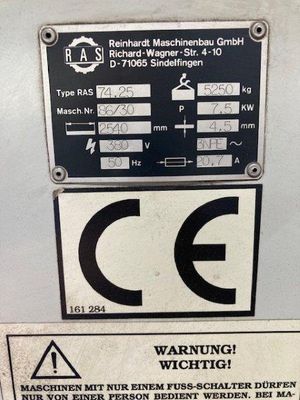 RAS
Reinhardt Maschinenbau GmbH
Richard-Wagner-Str. 4-10
D-71065 Sindelfingen
Type RAS 74.25 5250 kg
Masch.Nr. 86/30 P 7.5 KW
2540 mm 4.5 mm
380 V 3NPE ~
50 Hz 20.7 A
CE
161 284
WARNUNG!
WICHTIG!
MASCHINEN MIT NUR EINEM FUSS-SCHALTER DÜRFEN
NUR VON EINER PERSON BEDIENT WERDEN. BEI MA-